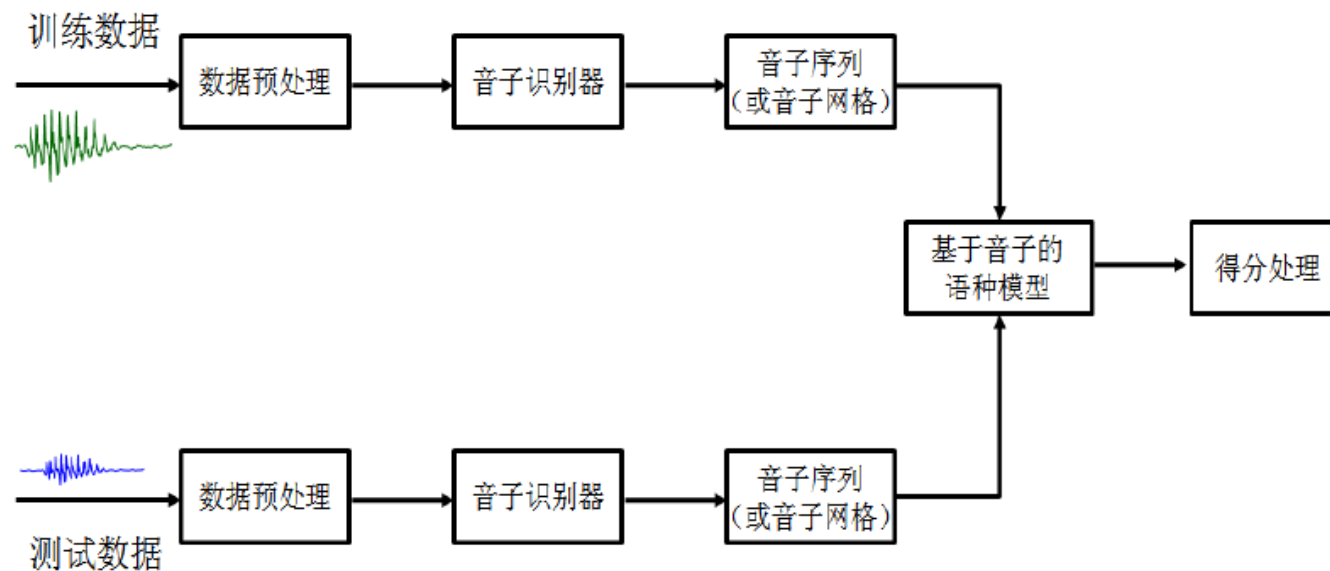 训练数据
数据预处理
音子识别器
音子序列
（或音子网格）
基于音子的
语种模型
得分处理
数据预处理
音子识别器
音子序列
（或音子网格）
测试数据